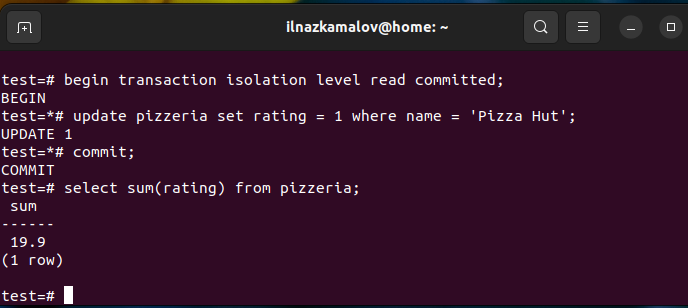 ilnazkamalov@home: ~
test=# begin transaction isolation level read committed;
BEGIN
test=*# update pizzeria set rating = 1 where name = 'Pizza Hut';
UPDATE 1
test=*# commit;
COMMIT
test=# select sum(rating) from pizzeria;
 sum
------
 19.9
(1 row)
test=#